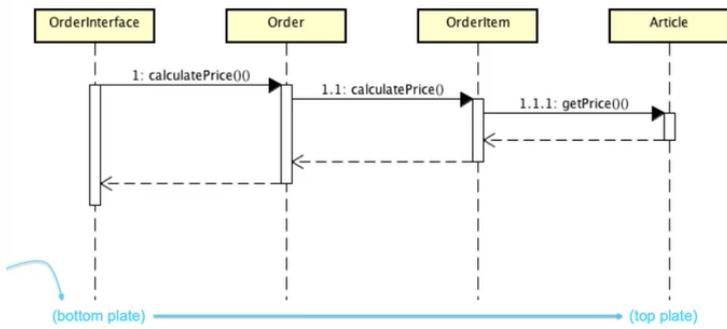 OrderInterface
Order
OrderItem
Article
1: calculatePrice()()
1.1: calculatePrice()
1.1.1: getPrice()()
(bottom plate)
(top plate)